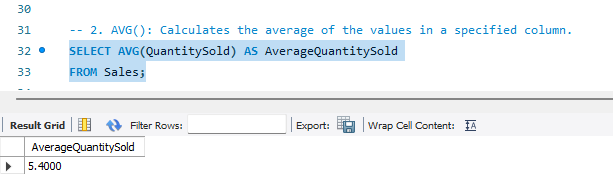 30
31 -- 2. AVG(): Calculates the average of the values in a specified column.
32 SELECT AVG(QuantitySold) AS AverageQuantitySold
33 FROM Sales;
Result Grid Filter Rows: Export: Wrap Cell Content: IA
AverageQuantitySold
5.4000